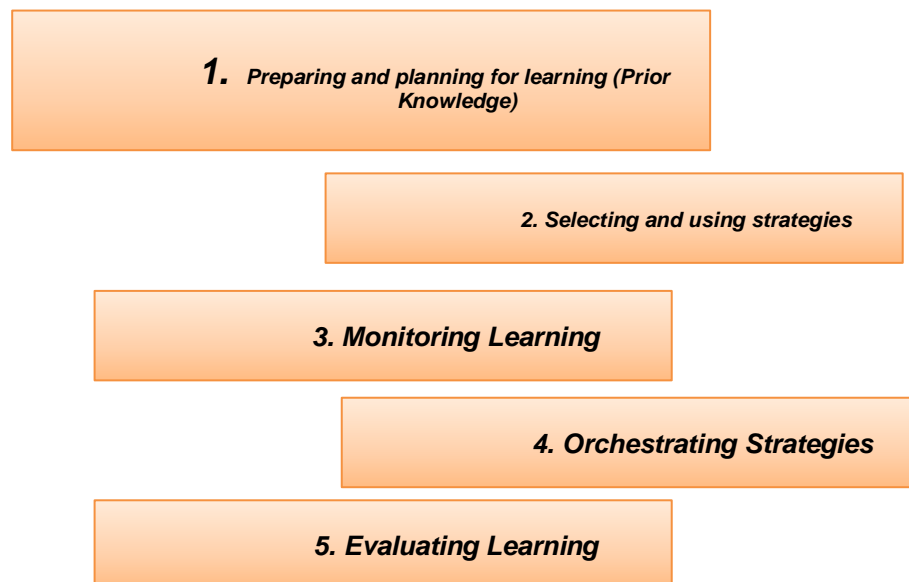 1. Preparing and planning for learning (Prior
Knowledge)
2. Selecting and using strategies
3. Monitoring Learning
4. Orchestrating Strategies
5. Evaluating Learning